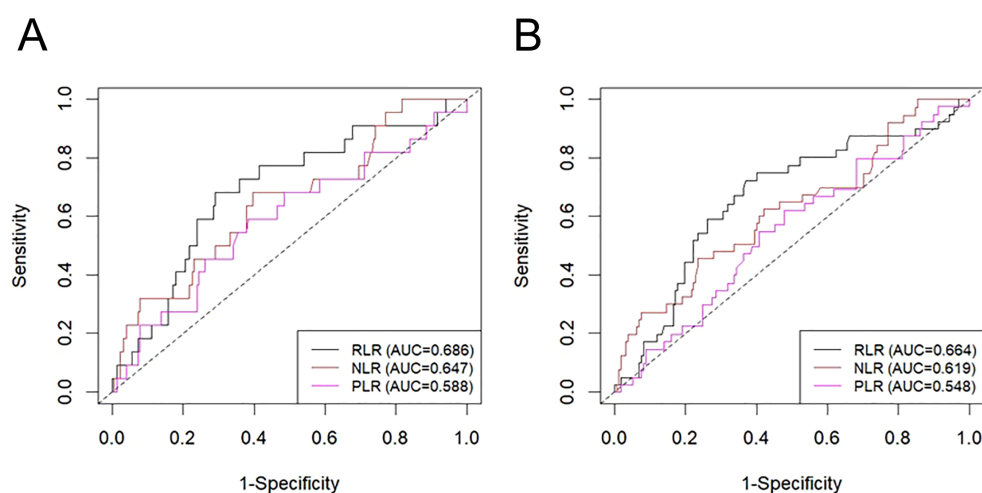 A
Sensitivity
1.0
0.8
0.6
0.4
0.2
0.0
RLR (AUC=0.686)
NLR (AUC=0.647)
PLR (AUC=0.588)
0.0 0.2 0.4 0.6 0.8 1.0
1-Specificity
B
Sensitivity
1.0
0.8
0.6
0.4
0.2
0.0
RLR (AUC=0.664)
NLR (AUC=0.619)
PLR (AUC=0.548)
0.0 0.2 0.4 0.6 0.8 1.0
1-Specificity